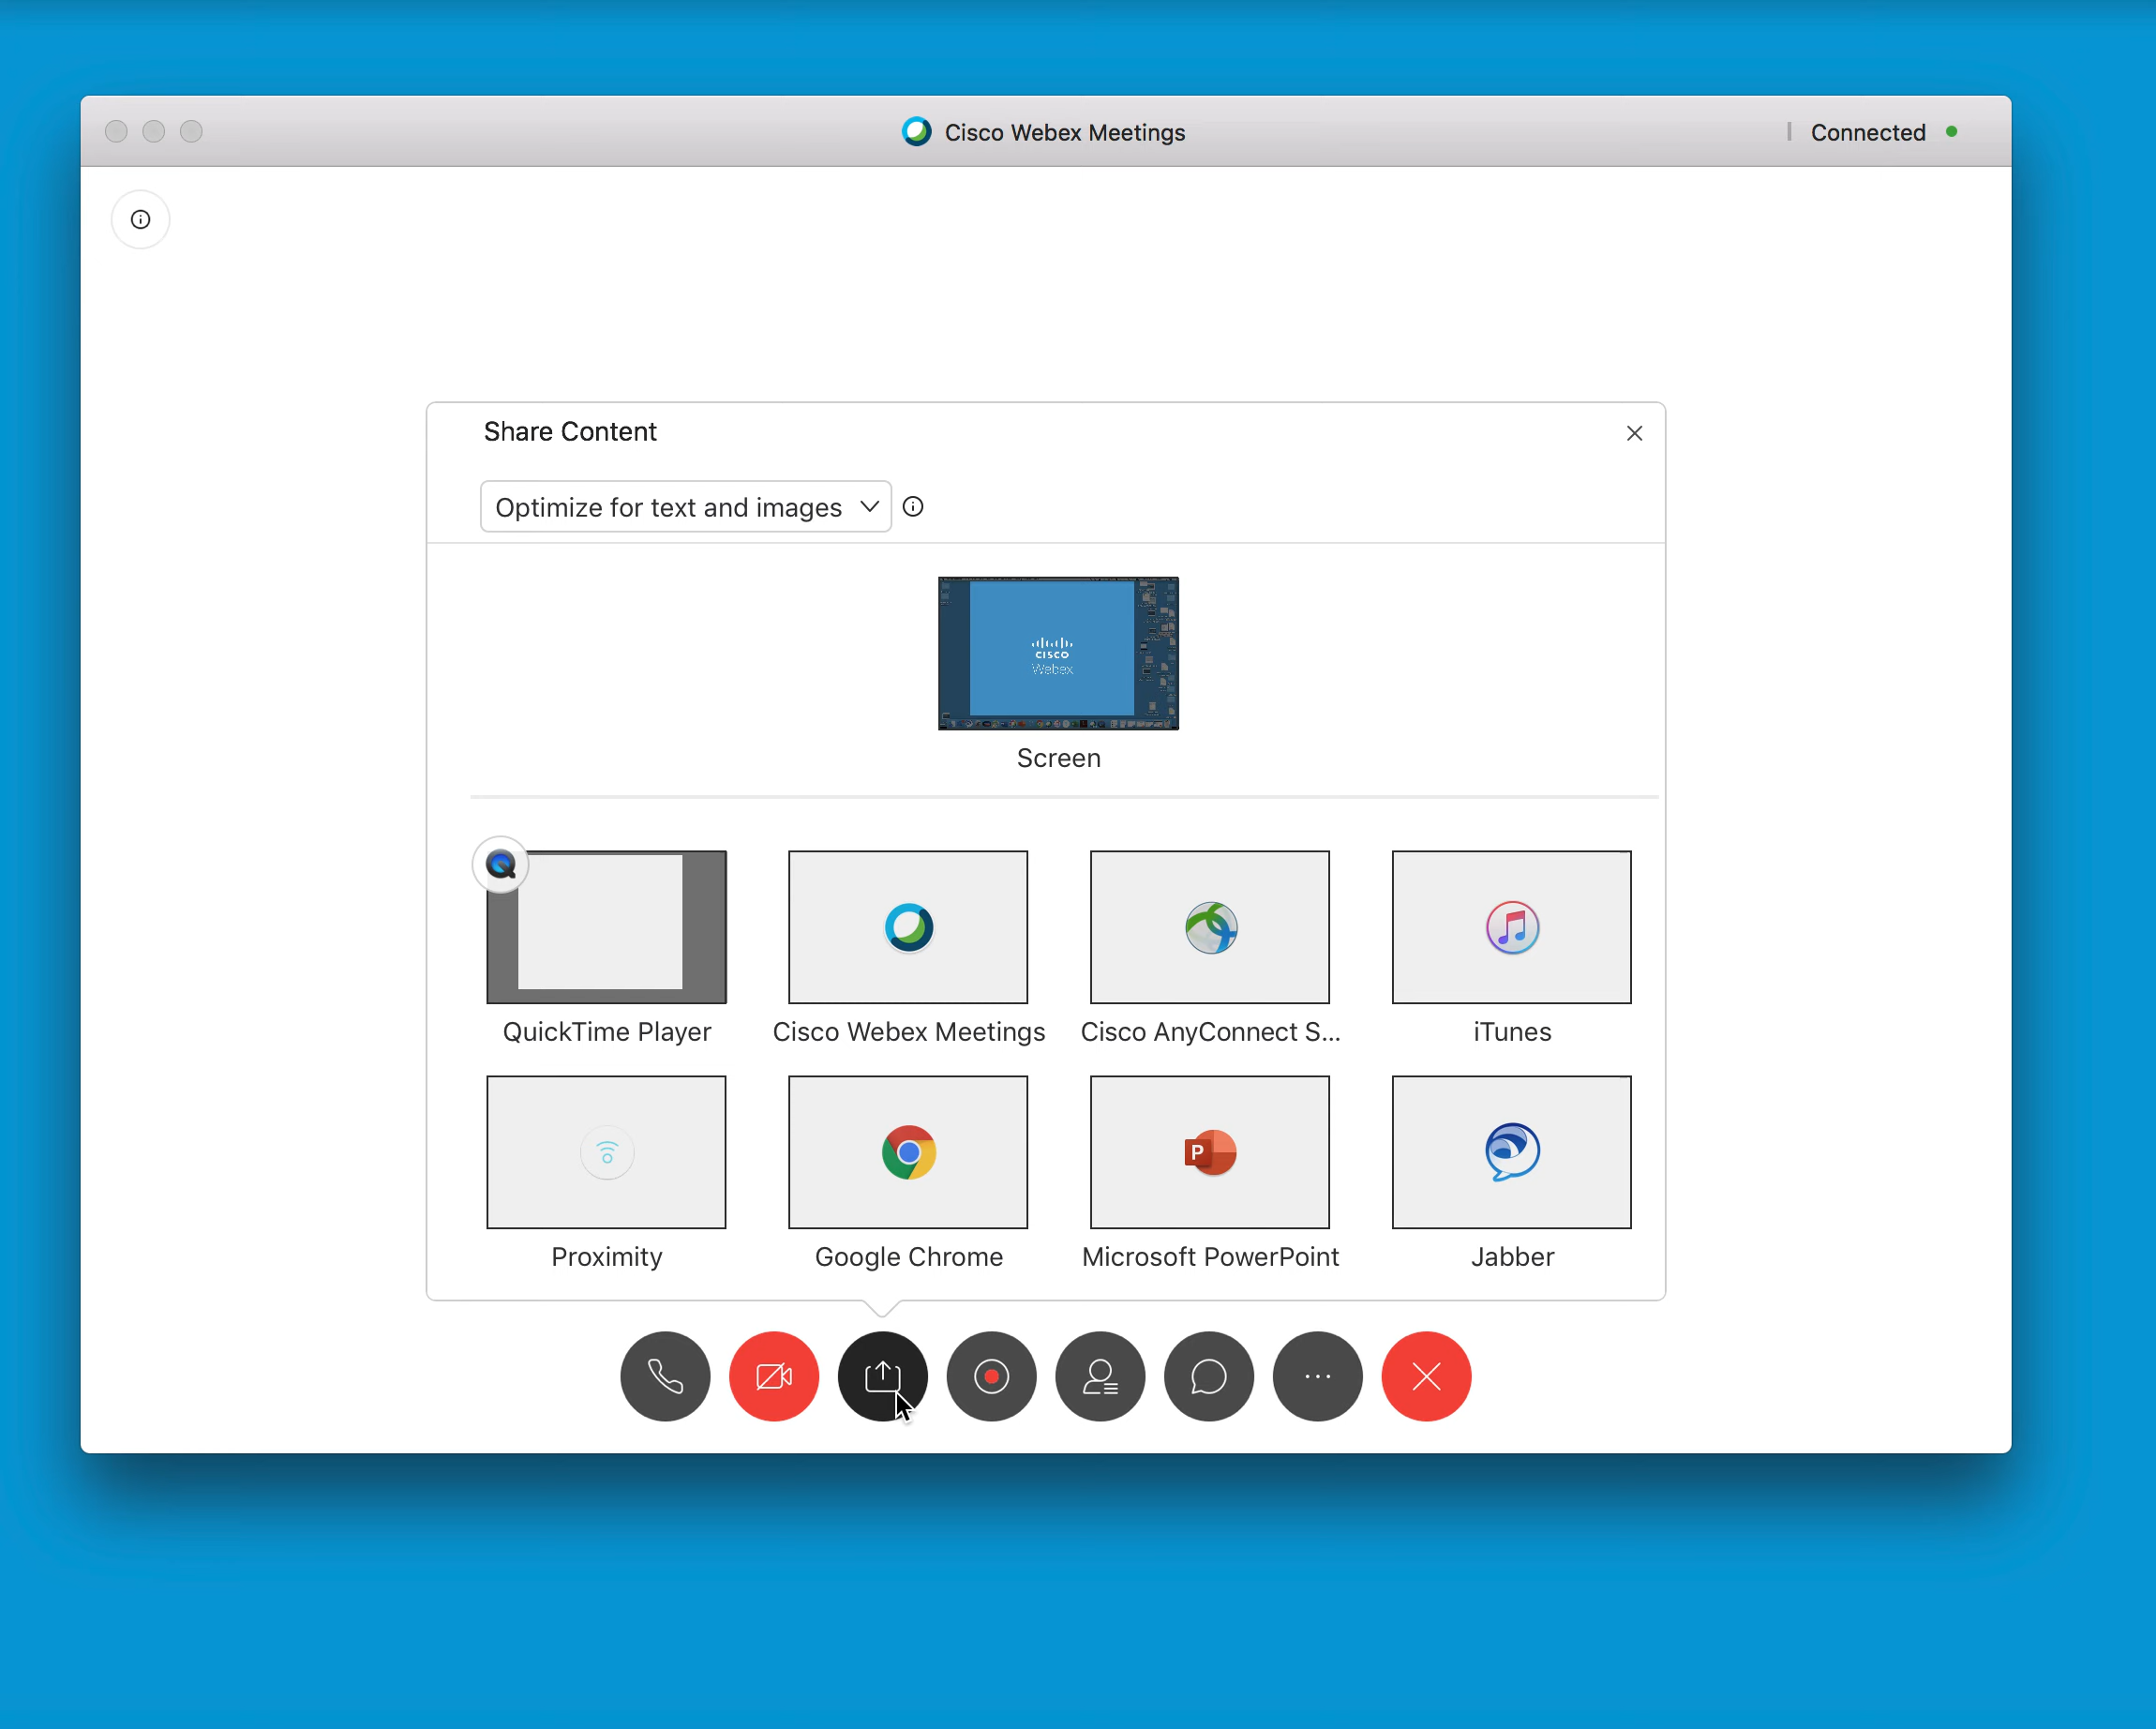 Cisco Webex Meetings
Connected
Share Content
Optimize for text and images
CISCO
Webex
Screen
QuickTime Player
Cisco Webex Meetings
Cisco AnyConnect S...
iTunes
P
Proximity
Google Chrome
Microsoft PowerPoint
Jabber